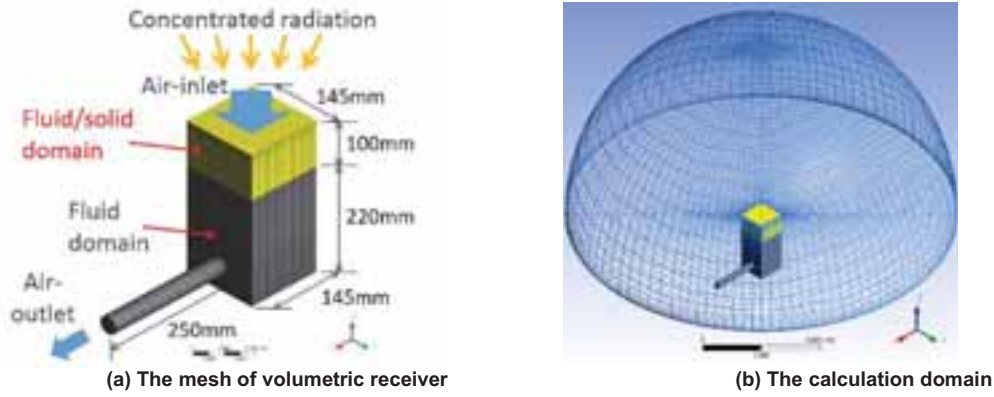 Concentrated radiation
Air-inlet
145mm
Fluid/solid
domain
100mm
Fluid
domain
220mm
Air-
outlet
250mm
145mm
(a) The mesh of volumetric receiver
(b) The calculation domain